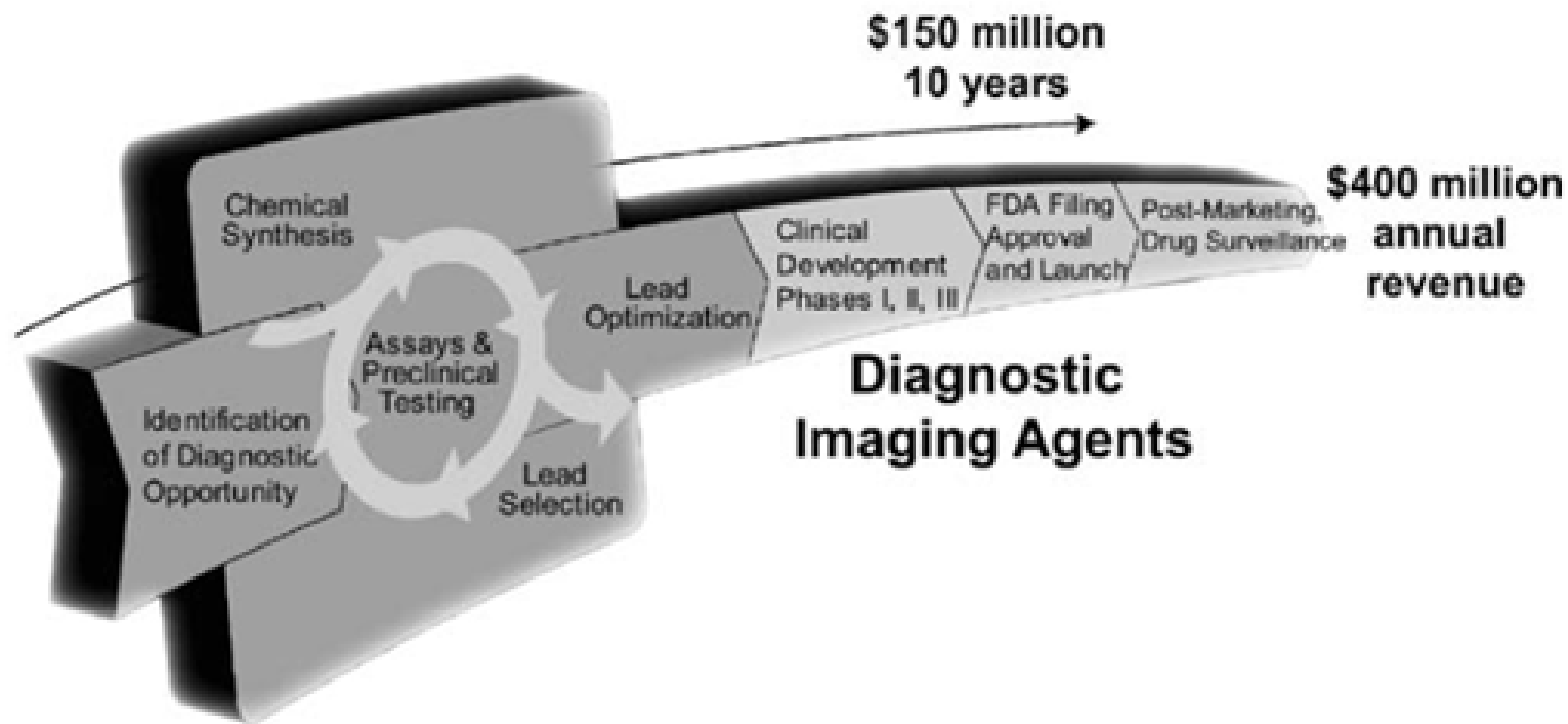 $150 million
10 years
Chemical
Synthesis
Assays &
Preclinical
Testing
Identification
of Diagnostic
Opportunity
Lead
Selection
Lead
Optimization
Clinical
Development
Phases I, II, III
FDA Filing
Approval
and Launch
Post-Marketing,
Drug Surveillance
$400 million
annual
revenue
Diagnostic
Imaging Agents